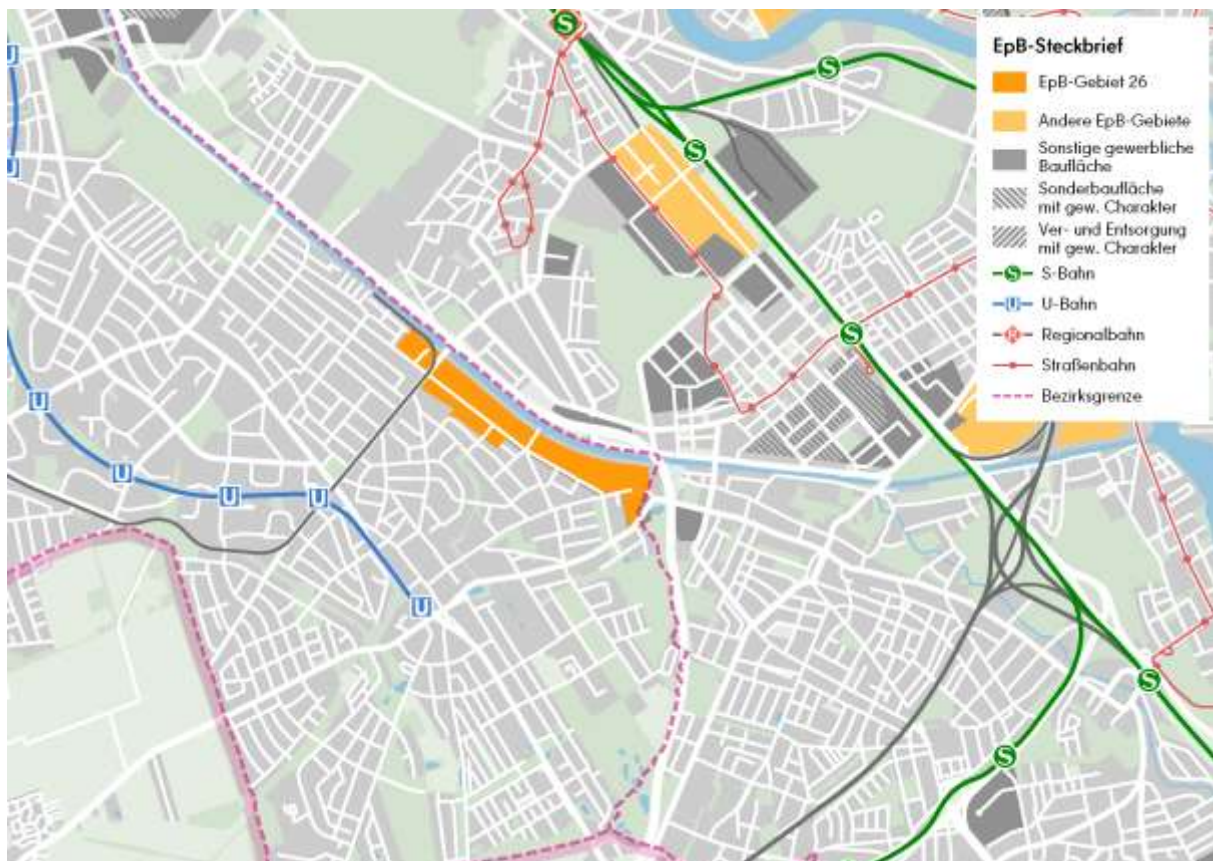 S
S
S
U
U
S
U
U
U
U
U
S
S
EpB-Steckbrief
EpB-Gebiet 26
Andere EpB-Gebiete
Sonstige gewerbliche
Baufläche
Sonderbaufläche
mit gew. Charakter
Ver- und Entsorgung
mit gew. Charakter
S S-Bahn
U U-Bahn
R Regionalbahn
Straßenbahn
Bezirksgrenze